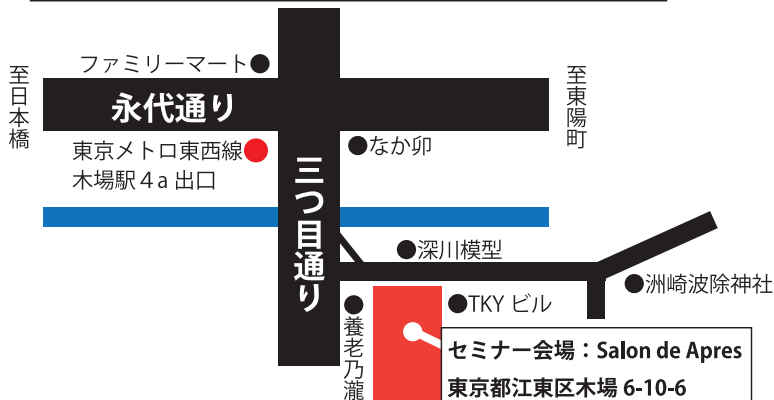 ファミリーマート
至日本橋
永代通り
至東陽町
東京メトロ東西線
木場駅４a 出口
なか卯
三つ目通り
深川模型
洲崎波除神社
養老乃瀧
TKY ビル
セミナー会場：Salon de Apres
東京都江東区木場 6-10-6